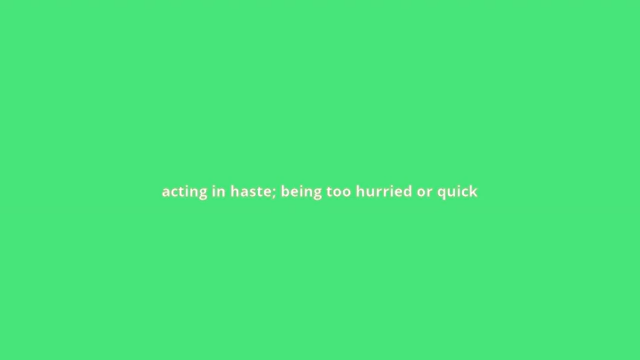 acting in haste; being too hurried or quick